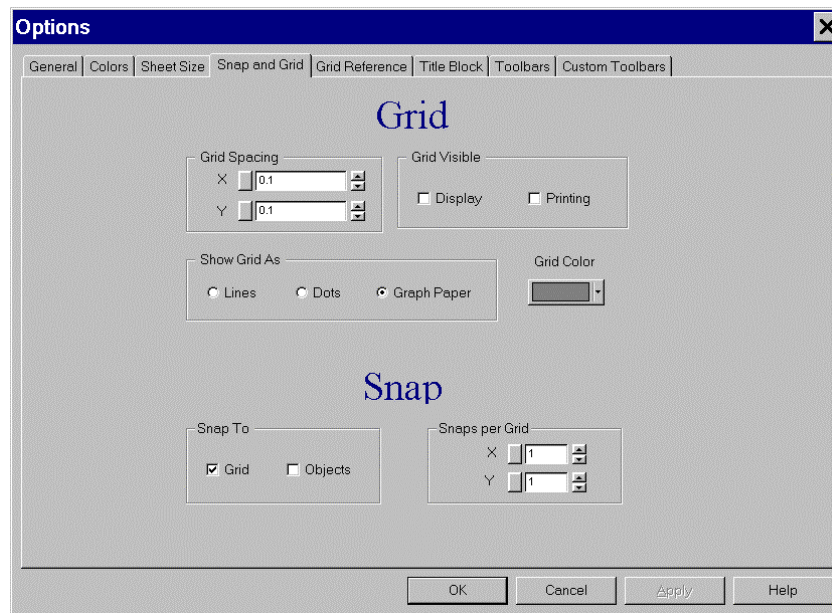 Options
General Colors Sheet Size Snap and Grid Grid Reference Title Block Toolbars Custom Toolbars
Grid
Grid Spacing
X 0.1
Y 0.1
Grid Visible
Display Printing
Show Grid As
Lines Dots Graph Paper
Grid Color
Snap
Snap To
Grid Objects
Snaps per Grid
X 1
Y 1
OK Cancel Apply Help